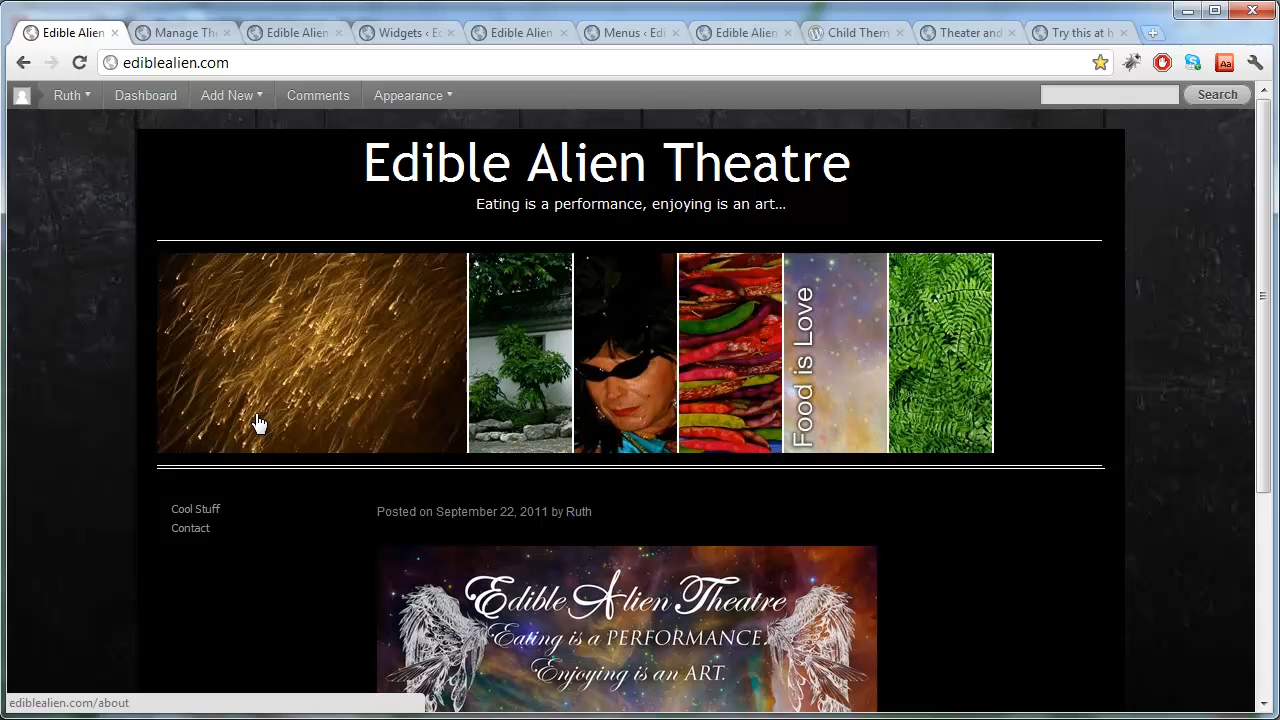 Edible Alien
Manage Th
Edible Alien
Widgets ‹ E
Edible Alien
Menus ‹ Edi
Edible Alien
Child Them
Theater and
Try this at h
ediblealien.com
Aa
Ruth
Dashboard
Add New
Comments
Appearance
Search
Edible Alien Theatre
Eating is a performance, enjoying is an art...
Food is Love
Cool Stuff
Contact
Posted on September 22, 2011 by Ruth
Edible Alien Theatre
Eating is a PERFORMANCE.
Enjoying is an ART.
ediblealien.com/about